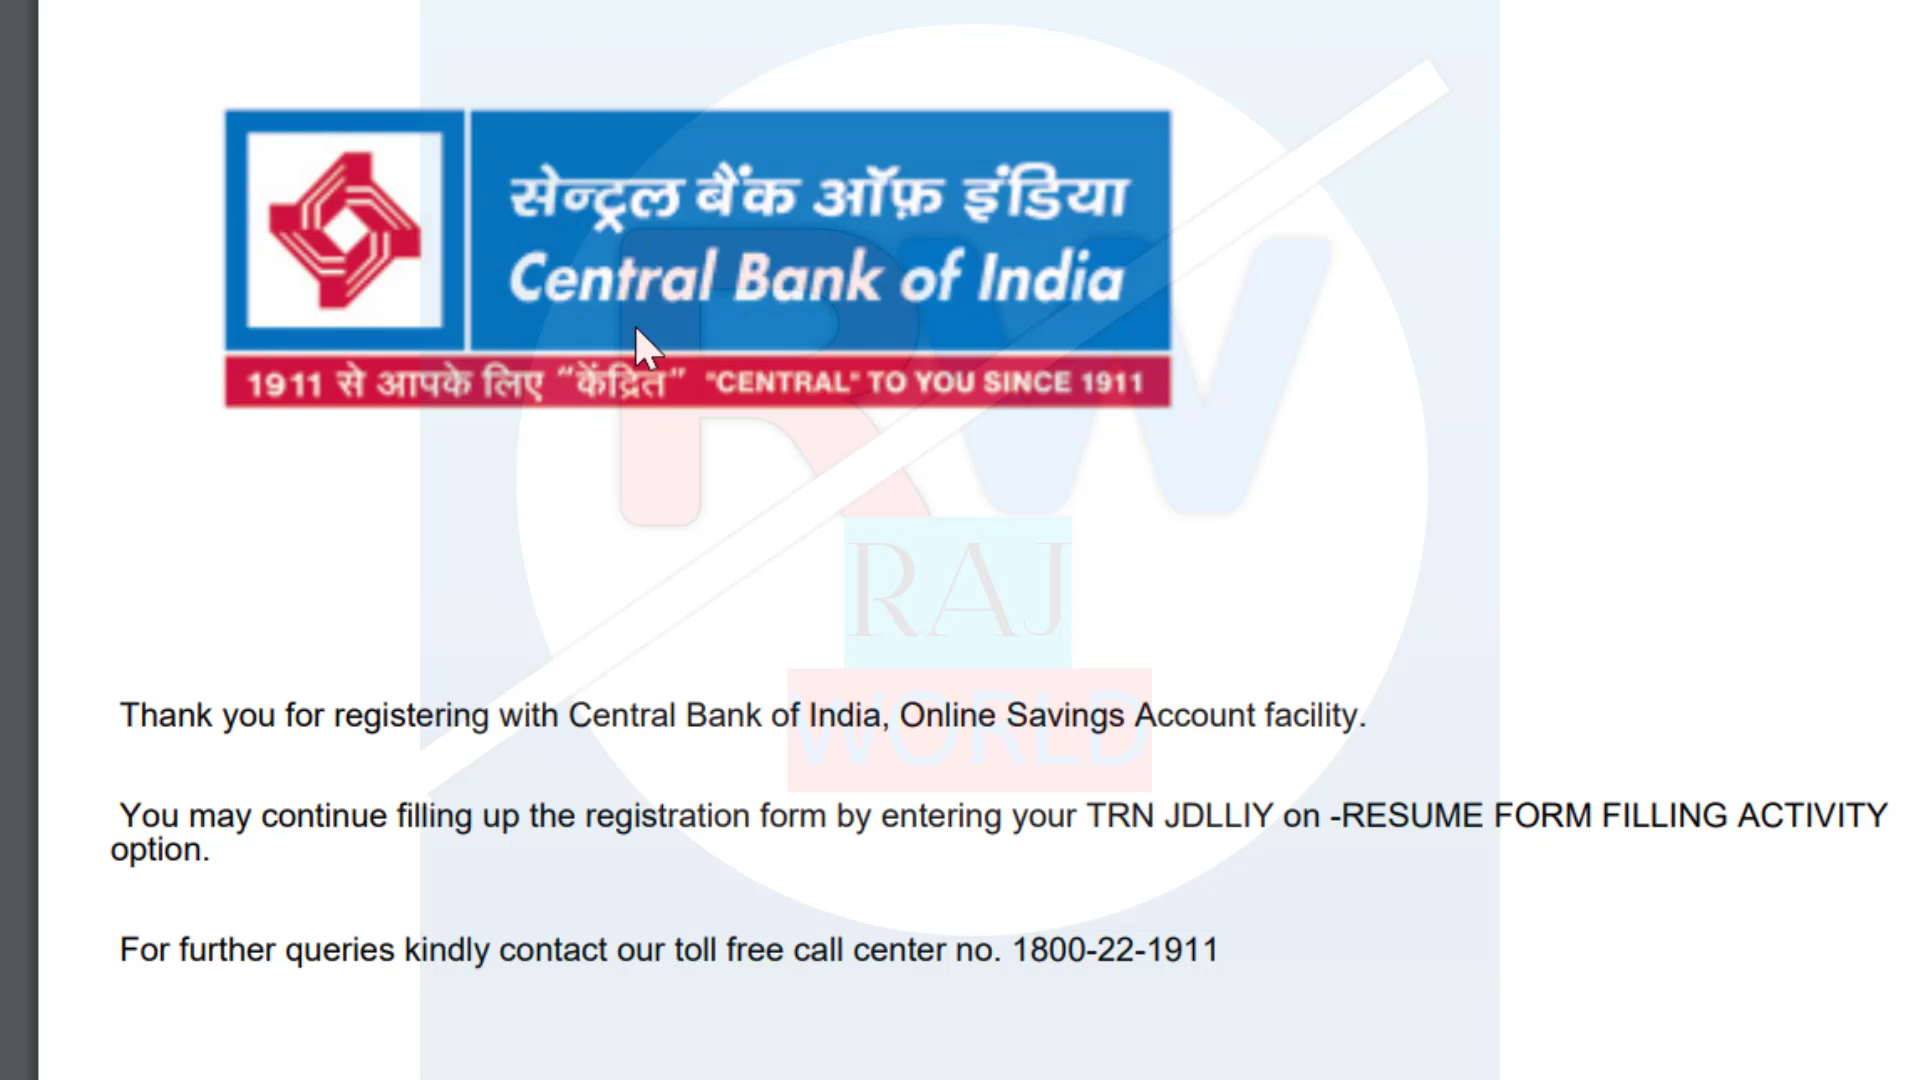 सेन्ट्रल बैंक ऑफ़ इंडिया
Central Bank of India
1911 से आपके लिए “केंद्रित” "CENTRAL" TO YOU SINCE 1911
RW
RAJ
WORLD
Thank you for registering with Central Bank of India, Online Savings Account facility.
You may continue filling up the registration form by entering your TRN JDLLIY on -RESUME FORM FILLING ACTIVITY
option.
For further queries kindly contact our toll free call center no. 1800-22-1911